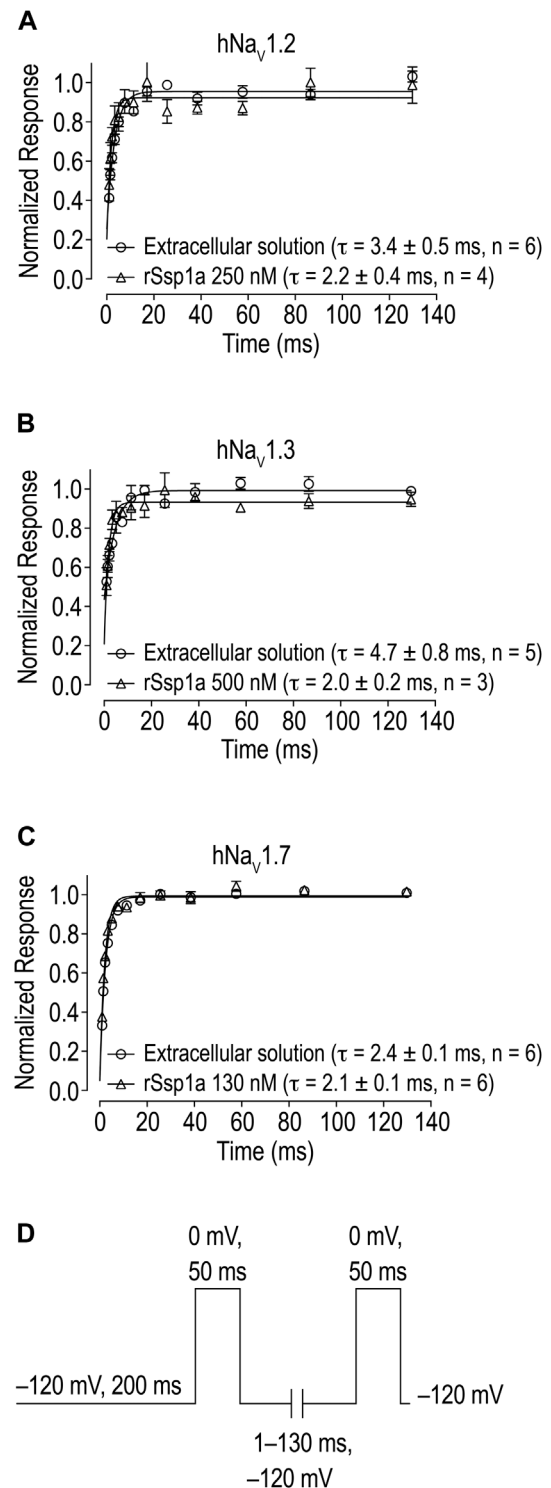 A
hNaV1.2
Normalized Response
1.0
0.8
0.6
0.4
0.2
0.0
Extracellular solution (τ = 3.4 ± 0.5 ms, n = 6)
rSsp1a 250 nM (τ = 2.2 ± 0.4 ms, n = 4)
0 20 40 60 80 100 120 140
Time (ms)
B
hNaV1.3
Normalized Response
1.0
0.8
0.6
0.4
0.2
0.0
Extracellular solution (τ = 4.7 ± 0.8 ms, n = 5)
rSsp1a 500 nM (τ = 2.0 ± 0.2 ms, n = 3)
0 20 40 60 80 100 120 140
Time (ms)
C
hNaV1.7
Normalized Response
1.0
0.8
0.6
0.4
0.2
0.0
Extracellular solution (τ = 2.4 ± 0.1 ms, n = 6)
rSsp1a 130 nM (τ = 2.1 ± 0.1 ms, n = 6)
0 20 40 60 80 100 120 140
Time (ms)
D
0 mV, 0 mV,
50 ms 50 ms
–120 mV, 200 ms
–120 mV
1–130 ms,
–120 mV